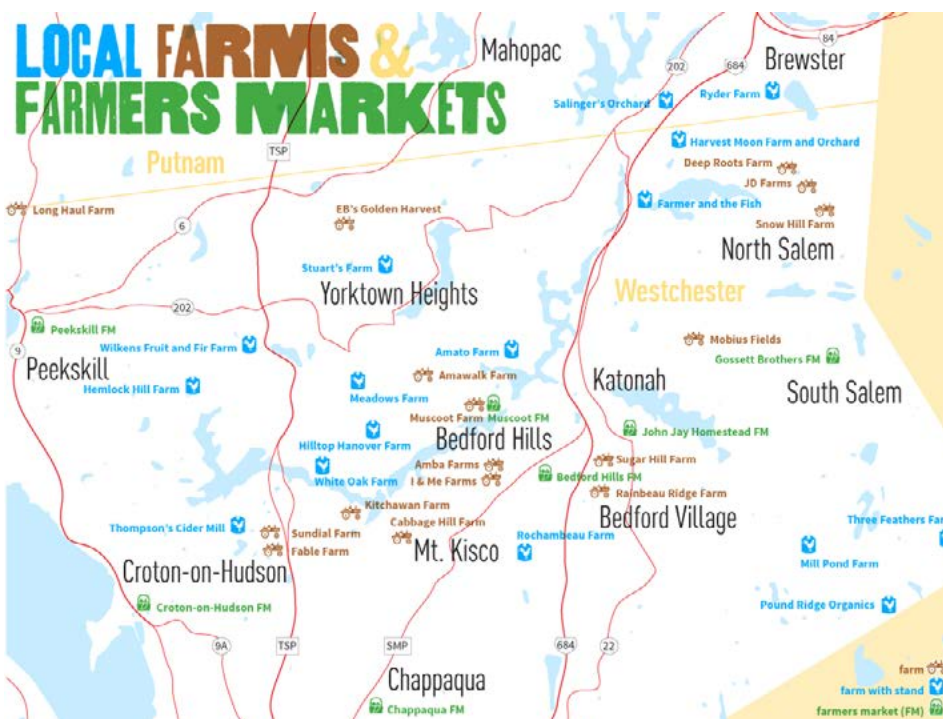 LOCAL FARMS &
FARMERS MARKETS
Mahopac
Brewster
84
202
684
Salinger's Orchard
Ryder Farm
TSP
Putnam
Harvest Moon Farm and Orchard
Deep Roots Farm
JD Farms
Long Haul Farm
EB's Golden Harvest
Farmer and the Fish
Snow Hill Farm
6
North Salem
Stuart's Farm
Yorktown Heights
Westchester
202
Peekskill FM
Wilkens Fruit and Fir Farm
Amato Farm
Mobius Fields
9
Gossett Brothers FM
Peekskill
Hemlock Hill Farm
Amawalk Farm
Katonah
Meadows Farm
South Salem
Muscoot Farm
Muscoot FM
Bedford Hills
John Jay Homestead FM
Hilltop Hanover Farm
Amba Farms
Sugar Hill Farm
White Oak Farm
I & Me Farms
Bedford Hills FM
Rainbeau Ridge Farm
Kitchawan Farm
Bedford Village
Thompson's Cider Mill
Sundial Farm
Cabbage Hill Farm
Rochambeau Farm
Three Feathers
Fable Farm
Mt. Kisco
Mill Pond Farm
Croton-on-Hudson
Croton-on-Hudson FM
Pound Ridge Organics
9A
TSP
SMP
684
22
Chappaqua
Chappaqua FM
farm
farm with stand
farmers market (FM)